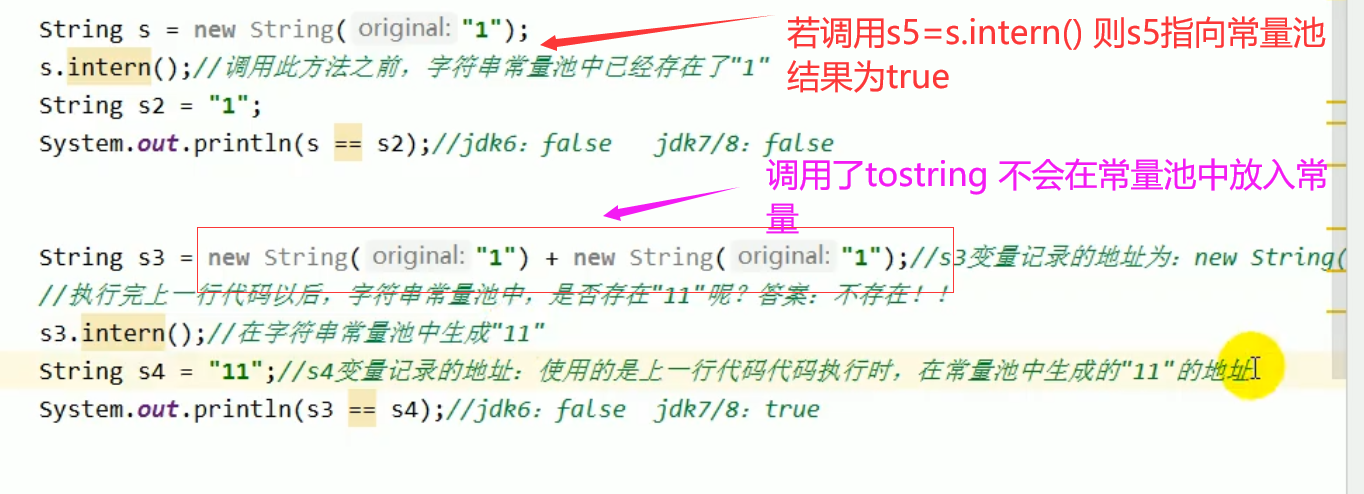 String s = new String( original: "1");
若调用s5=s.intern() 则s5指向常量池
s.intern();//调用此方法之前，字符串常量池中已经存在了"1"
结果为true
String s2 = "1";
System.out.println(s == s2);//jdk6：false   jdk7/8：false
调用了tostring 不会在常量池中放入常
量
String s3 = new String( original: "1") + new String( original: "1");//s3变量记录的地址为：new String(
//执行完上一行代码以后，字符串常量池中，是否存在"11"呢？答案：不存在！！
s3.intern();//在字符串常量池中生成"11"
String s4 = "11";//s4变量记录的地址：使用的是上一行代码代码执行时，在常量池中生成的"11"的地址
System.out.println(s3 == s4);//jdk6：false  jdk7/8：true